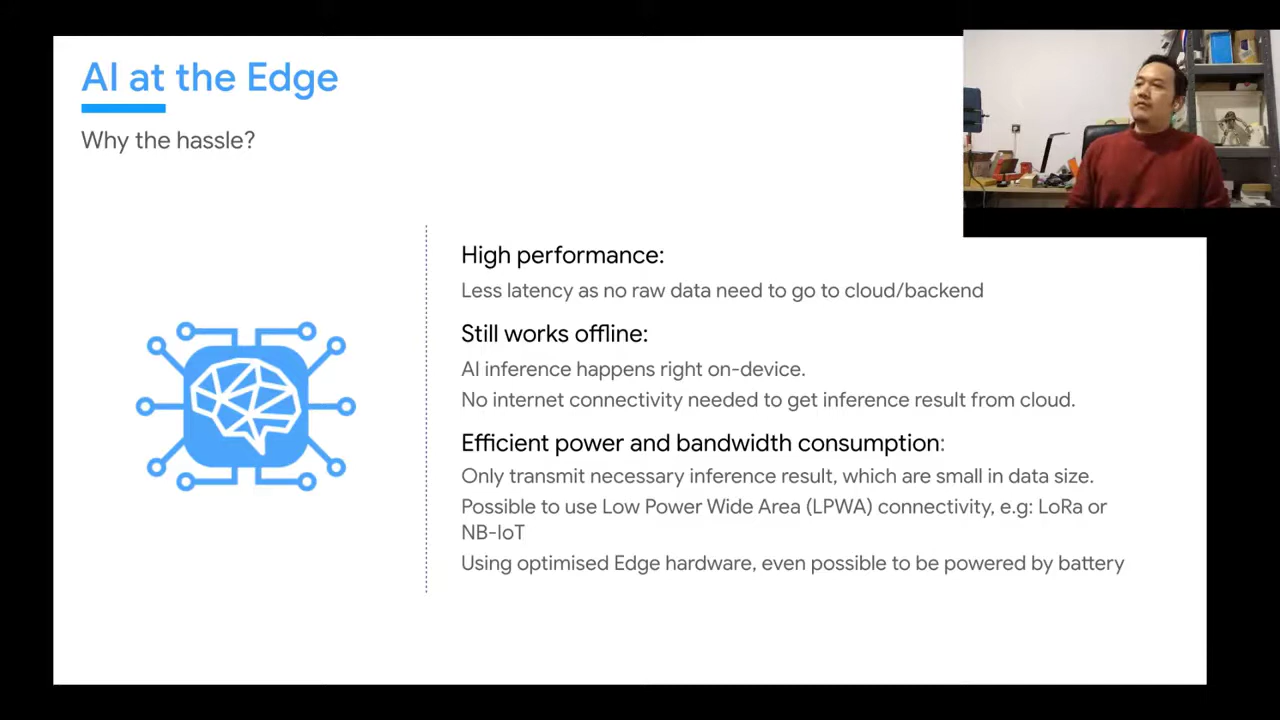 AI at the Edge
Why the hassle?
High performance:
Less latency as no raw data need to go to cloud/backend
Still works offline:
AI inference happens right on-device.
No internet connectivity needed to get inference result from cloud.
Efficient power and bandwidth consumption:
Only transmit necessary inference result, which are small in data size.
Possible to use Low Power Wide Area (LPWA) connectivity, e.g: LoRa or
NB-IoT
Using optimised Edge hardware, even possible to be powered by battery